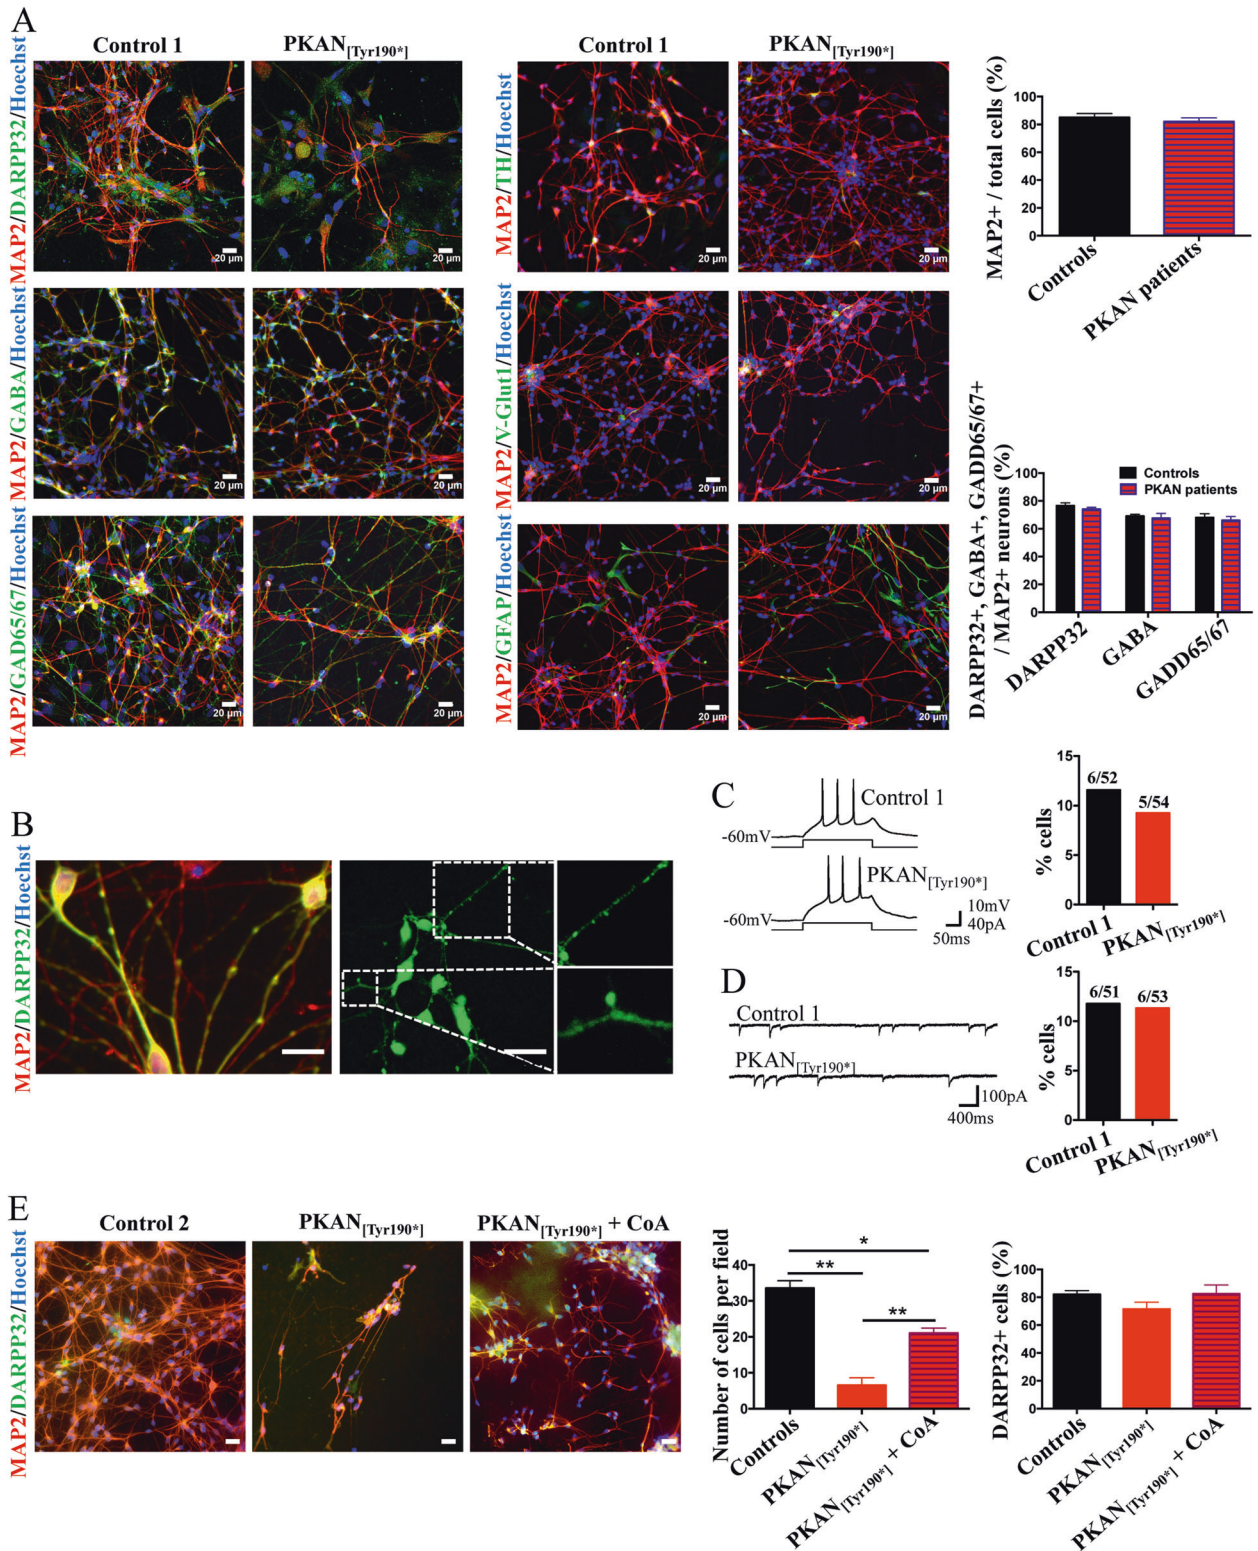 A
Control 1
PKAN[Tyr190*]
Control 1
PKAN[Tyr190*]
MAP2/DARPP32/Hoechst
20 µm
20 µm
MAP2/TH/Hoechst
20 µm
20 µm
MAP2+ / total cells (%)
100
80
60
40
20
0
Controls
PKAN patients
MAP2/GABA/Hoechst
20 µm
20 µm
MAP2/V-Glut1/Hoechst
20 µm
20 µm
MAP2/GAD65/67/Hoechst
20 µm
20 µm
MAP2/GFAP/Hoechst
20 µm
20 µm
DARPP32+, GABA+, GADD65/67+
/ MAP2+ neurons (%)
100
80
60
40
20
0
Controls
PKAN patients
DARPP32
GABA
GADD65/67
B
MAP2/DARPP32/Hoechst
C
Control 1
-60mV
PKAN[Tyr190*]
-60mV
10mV
40pA
50ms
% cells
15
10
5
0
6/52
5/54
Control 1
PKAN[Tyr190*]
D
Control 1
PKAN[Tyr190*]
100pA
400ms
% cells
15
10
5
0
6/51
6/53
Control 1
PKAN[Tyr190*]
E
Control 2
PKAN[Tyr190*]
PKAN[Tyr190*] + CoA
MAP2/DARPP32/Hoechst
Number of cells per field
40
30
20
10
0
*
**
**
Controls
PKAN[Tyr190*]
PKAN[Tyr190*] + CoA
DARPP32+ cells (%)
100
80
60
40
20
0
Controls
PKAN[Tyr190*]
PKAN[Tyr190*] + CoA